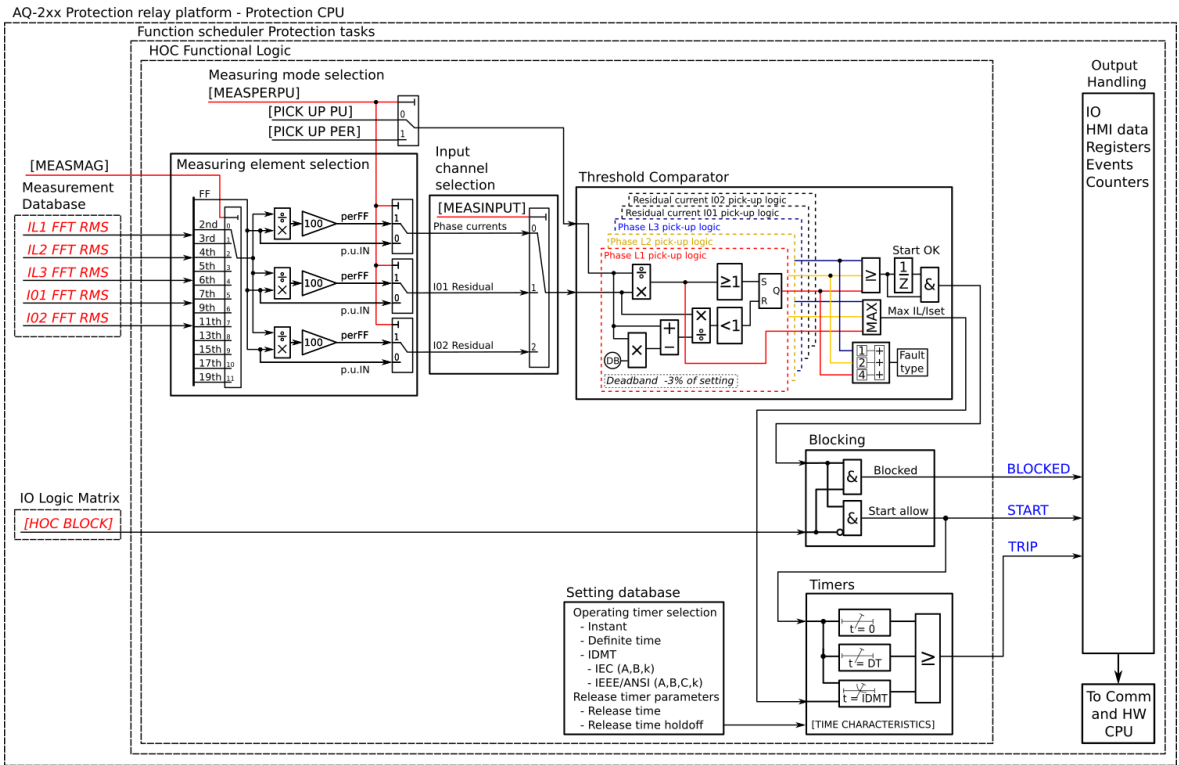 AQ-2xx Protection relay platform - Protection CPU
Function scheduler Protection tasks
HOC Functional Logic
Measuring mode selection
[MEASPERPU]
[PICK UP PU]
[PICK UP PER]
0
1
[MEASMAG]
Measurement
Database
IL1 FFT RMS
IL2 FFT RMS
IL3 FFT RMS
I01 FFT RMS
I02 FFT RMS
Measuring element selection
FF
2nd
3rd
4th
5th
6th
7th
9th
11th
13th
15th
17th
19th
0
1
2
3
4
5
6
7
8
9
10
11
÷
×
100
perFF
p.u.IN
1
0
÷
×
100
perFF
p.u.IN
1
0
÷
×
100
perFF
p.u.IN
1
0
Input
channel
selection
[MEASINPUT]
Phase currents
I01 Residual
I02 Residual
0
1
2
Threshold Comparator
Residual current I02 pick-up logic
Residual current I01 pick-up logic
Phase L3 pick-up logic
Phase L2 pick-up logic
Phase L1 pick-up logic
÷
×
≥1
S
Q
R
+
−
×
÷
<1
DB
×
Deadband -3% of setting
≥
1
Z
Start OK
&
MAX
Max IL/Iset
1 +
2 +
4 +
Fault
type
Output
Handling
IO
HMI data
Registers
Events
Counters
Blocking
&
Blocked
&
Start allow
BLOCKED
START
TRIP
IO Logic Matrix
[HOC BLOCK]
Setting database
Operating timer selection
- Instant
- Definite time
- IDMT
- IEC (A,B,k)
- IEEE/ANSI (A,B,C,k)
Release timer parameters
- Release time
- Release time holdoff
Timers
t = 0
t = DT
t = IDMT
≥
[TIME CHARACTERISTICS]
To Comm
and HW
CPU